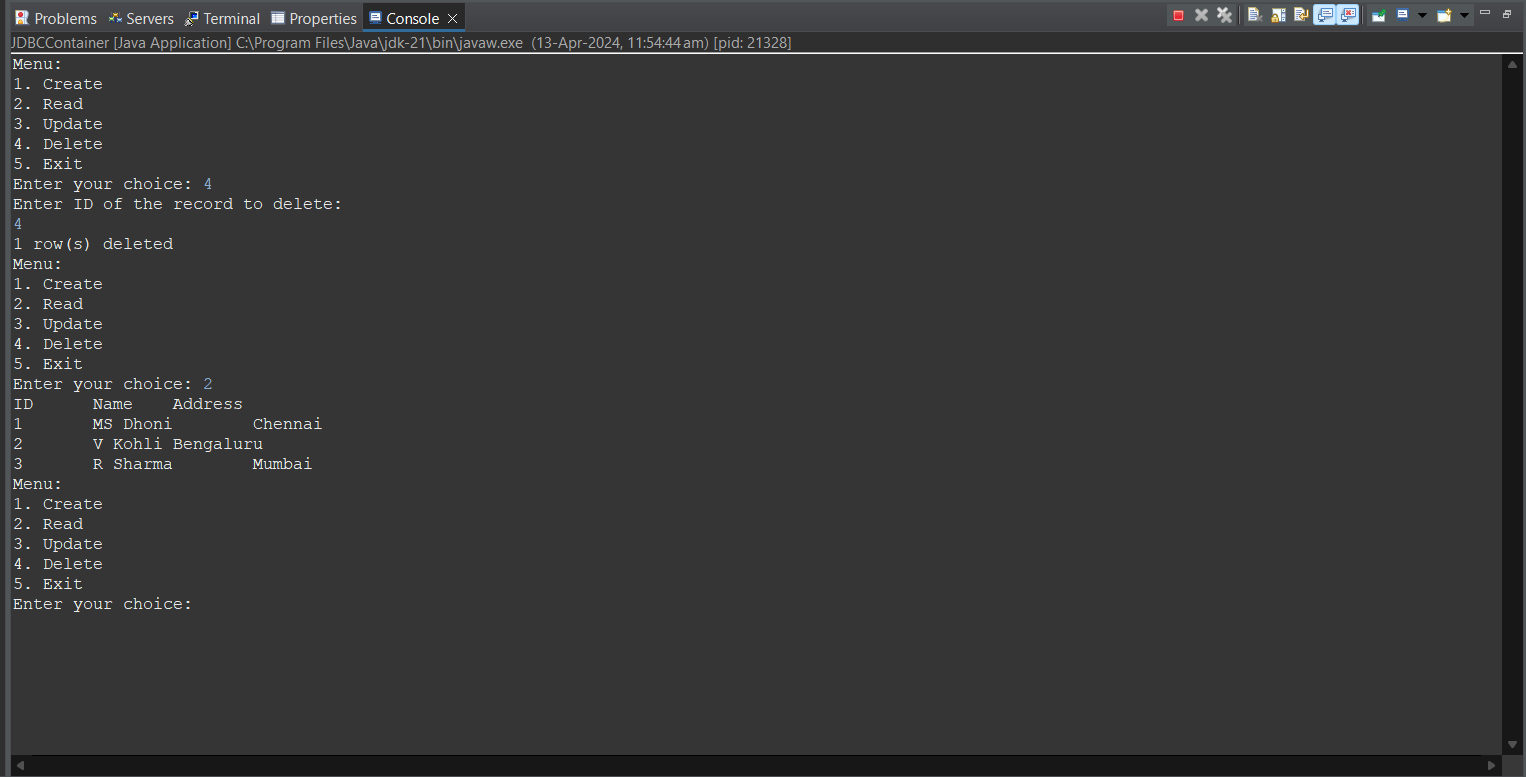 Problems Servers Terminal Properties Console
JDBCContainer [Java Application] C:\Program Files\Java\jdk-21\bin\javaw.exe (13-Apr-2024, 11:54:44 am) [pid: 21328]
Menu:
1. Create
2. Read
3. Update
4. Delete
5. Exit
Enter your choice: 4
Enter ID of the record to delete:
4
1 row(s) deleted
Menu:
1. Create
2. Read
3. Update
4. Delete
5. Exit
Enter your choice: 2
ID      Name    Address
1       MS Dhoni        Chennai
2       V Kohli Bengaluru
3       R Sharma        Mumbai
Menu:
1. Create
2. Read
3. Update
4. Delete
5. Exit
Enter your choice: